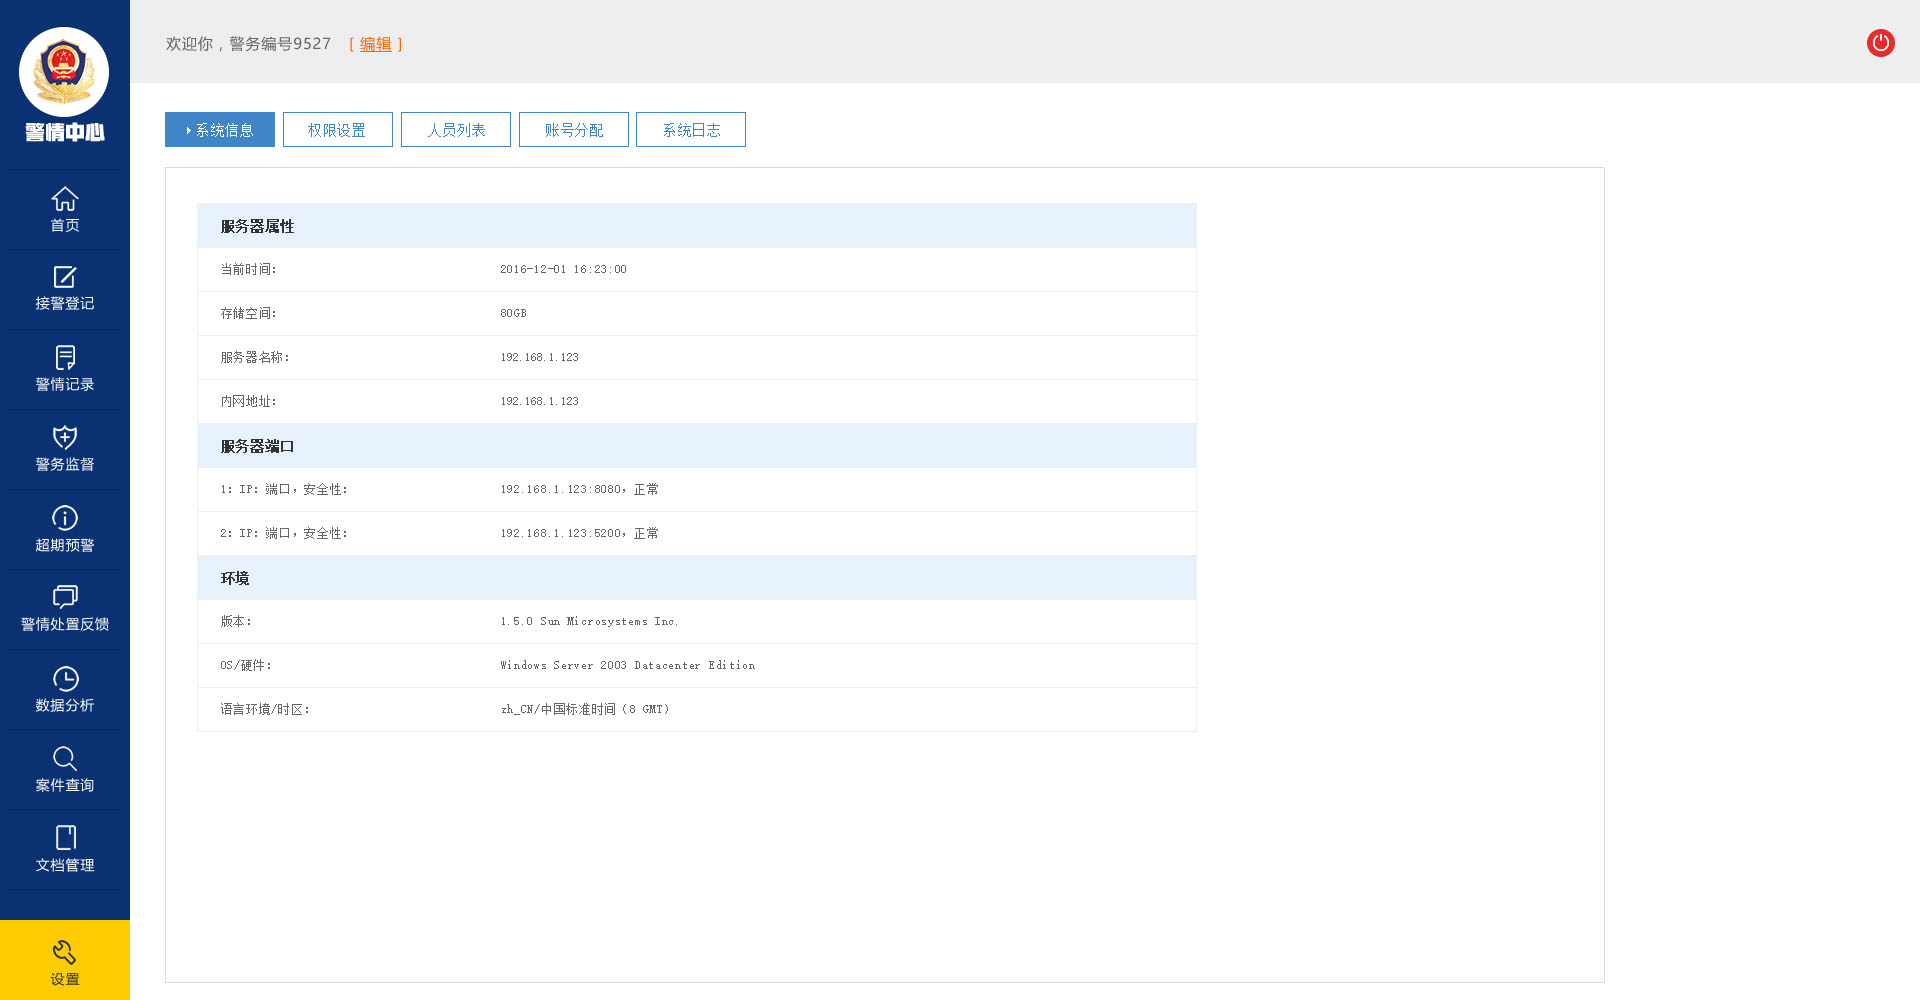 欢迎你，警务编号9527 [ 编辑 ]
警情中心
首页
接警登记
警情记录
警务监督
超期预警
警情处置反馈
数据分析
案件查询
文档管理
设置
系统信息 权限设置 人员列表 账号分配 系统日志
服务器属性
当前时间： 2016-12-01 16:23:00
存储空间： 80GB
服务器名称： 192.168.1.123
内网地址： 192.168.1.123
服务器端口
1：IP：端口，安全性： 192.168.1.123:8080，正常
2：IP：端口，安全性： 192.168.1.123:5200，正常
环境
版本： 1.5.0 Sun Microsystems Inc.
OS/硬件： Windows Server 2003 Datacenter Edition
语言环境/时区： zh_CN/中国标准时间（8 GMT）